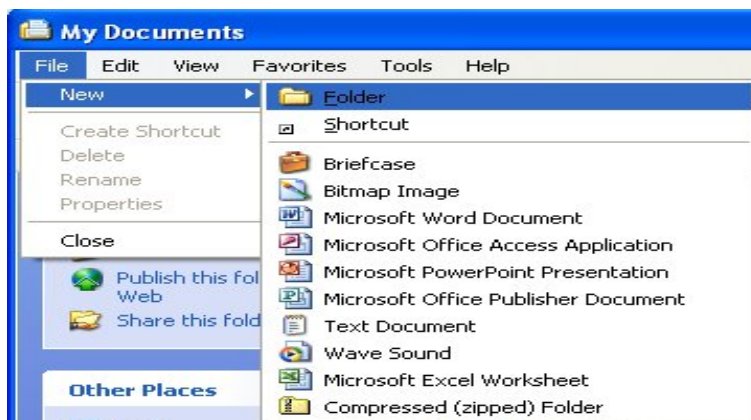 My Documents
File Edit View Favorites Tools Help
New
Create Shortcut
Delete
Rename
Properties
Close
Folder
Shortcut
Briefcase
Bitmap Image
Microsoft Word Document
Microsoft Office Access Application
Microsoft PowerPoint Presentation
Microsoft Office Publisher Document
Text Document
Wave Sound
Microsoft Excel Worksheet
Compressed (zipped) Folder
Publish this fol
Web
Share this fold
Other Places